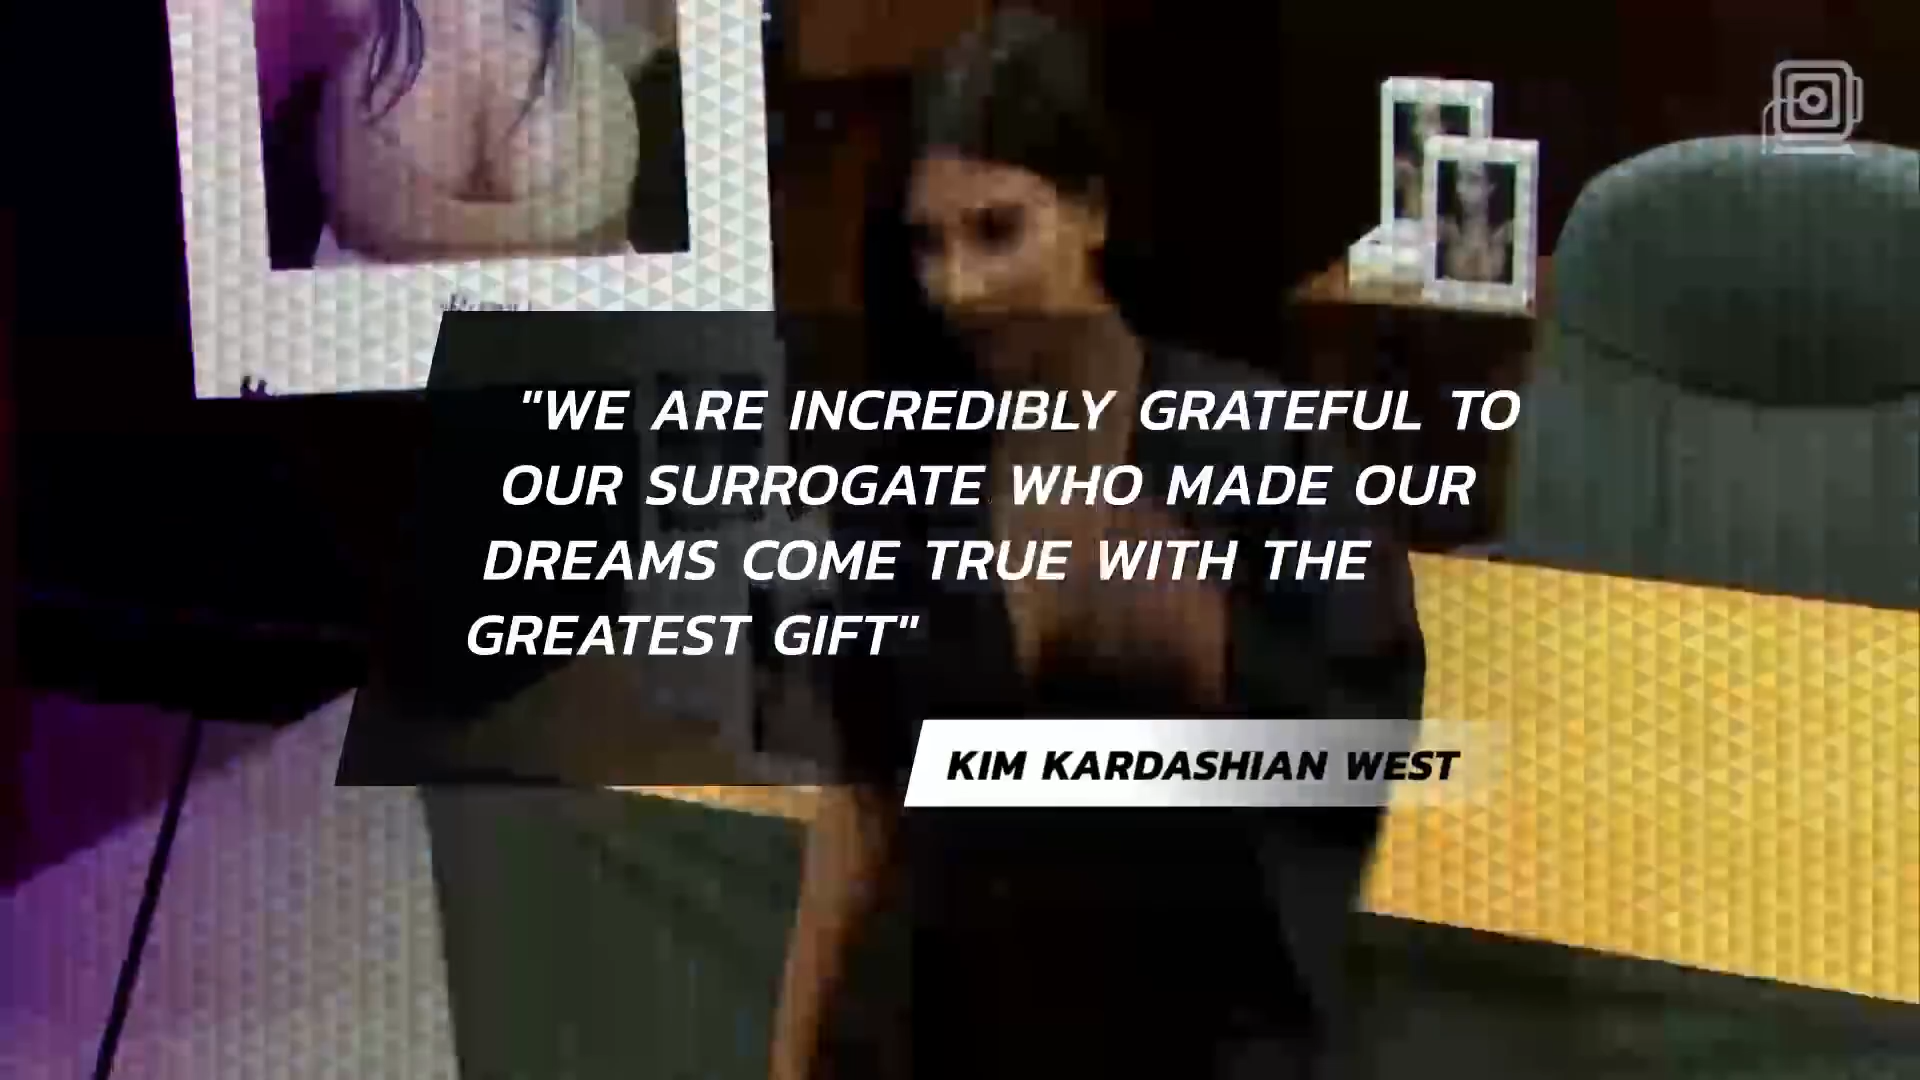 "WE ARE INCREDIBLY GRATEFUL TO
OUR SURROGATE WHO MADE OUR
DREAMS COME TRUE WITH THE
GREATEST GIFT"
KIM KARDASHIAN WEST